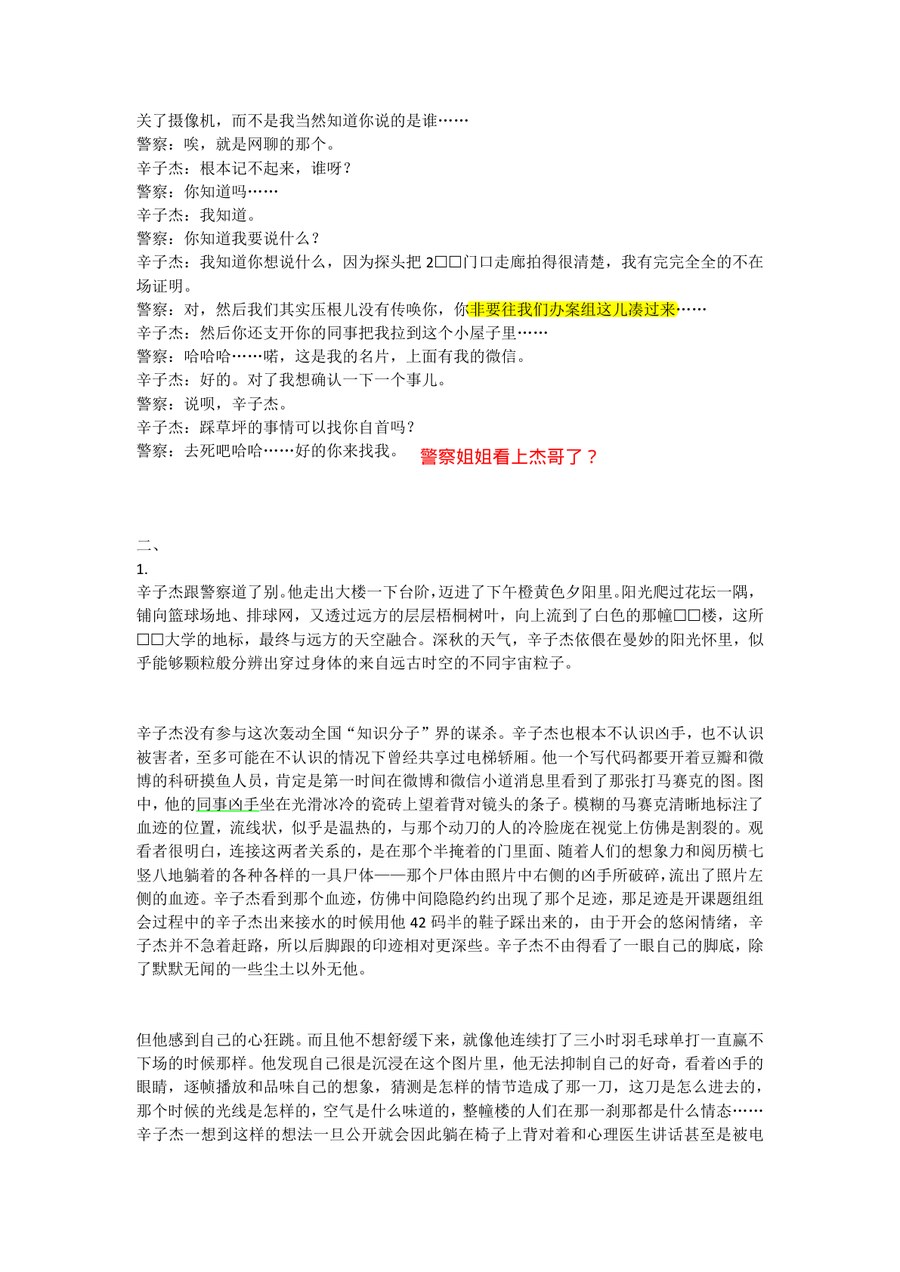 关了摄像机，而不是我当然知道你说的是谁……
警察：唉，就是网聊的那个。
辛子杰：根本记不起来，谁呀？
警察：你知道吗……
辛子杰：我知道。
警察：你知道我要说什么？
辛子杰：我知道你想说什么，因为探头把 2□□门口走廊拍得很清楚，我有完完全全的不在
场证明。
警察：对，然后我们其实压根儿没有传唤你，你非要往我们办案组这儿凑过来……
辛子杰：然后你还支开你的同事把我拉到这个小屋子里……
警察：哈哈哈……喏，这是我的名片，上面有我的微信。
辛子杰：好的。对了我想确认一下一个事儿。
警察：说呗，辛子杰。
辛子杰：踩草坪的事情可以找你自首吗？
警察：去死吧哈哈……好的你来找我。 警察姐姐看上杰哥了？
二、
1.
辛子杰跟警察道了别。他走出大楼一下台阶，迈进了下午橙黄色夕阳里。阳光爬过花坛一隅，
铺向篮球场地、排球网，又透过远方的层层梧桐树叶，向上流到了白色的那幢□□楼，这所
□□大学的地标，最终与远方的天空融合。深秋的天气，辛子杰依偎在曼妙的阳光怀里，似
乎能够颗粒般分辨出穿过身体的来自远古时空的不同宇宙粒子。
辛子杰没有参与这次轰动全国“知识分子”界的谋杀。辛子杰也根本不认识凶手，也不认识
被害者，至多可能在不认识的情况下曾经共享过电梯轿厢。他一个写代码都要开着豆瓣和微
博的科研摸鱼人员，肯定是第一时间在微博和微信小道消息里看到了那张打马赛克的图。图
中，他的同事凶手坐在光滑冰冷的瓷砖上望着背对镜头的条子。模糊的马赛克清晰地标注了
血迹的位置，流线状，似乎是温热的，与那个动刀的人的冷脸庞在视觉上仿佛是割裂的。观
看者很明白，连接这两者关系的，是在那个半掩着的门里面、随着人们的想象力和阅历横七
竖八地躺着的各种各样的一具尸体——那个尸体由照片中右侧的凶手所破碎，流出了照片左
侧的血迹。辛子杰看到那个血迹，仿佛中间隐隐约约出现了那个足迹，那足迹是开课题组组
会过程中的辛子杰出来接水的时候用他 42 码半的鞋子踩出来的，由于开会的悠闲情绪，辛
子杰并不急着赶路，所以后脚跟的印迹相对更深些。辛子杰不由得看了一眼自己的脚底，除
了默默无闻的一些尘土以外无他。
但他感到自己的心狂跳。而且他不想舒缓下来，就像他连续打了三小时羽毛球单打一直赢不
下场的时候那样。他发现自己很是沉浸在这个图片里，他无法抑制自己的好奇，看着凶手的
眼睛，逐帧播放和品味自己的想象，猜测是怎样的情节造成了那一刀，这刀是怎么进去的，
那个时候的光线是怎样的，空气是什么味道的，整幢楼的人们在那一刹那都是什么情态……
辛子杰一想到这样的想法一旦公开就会因此躺在椅子上背对着和心理医生讲话甚至是被电